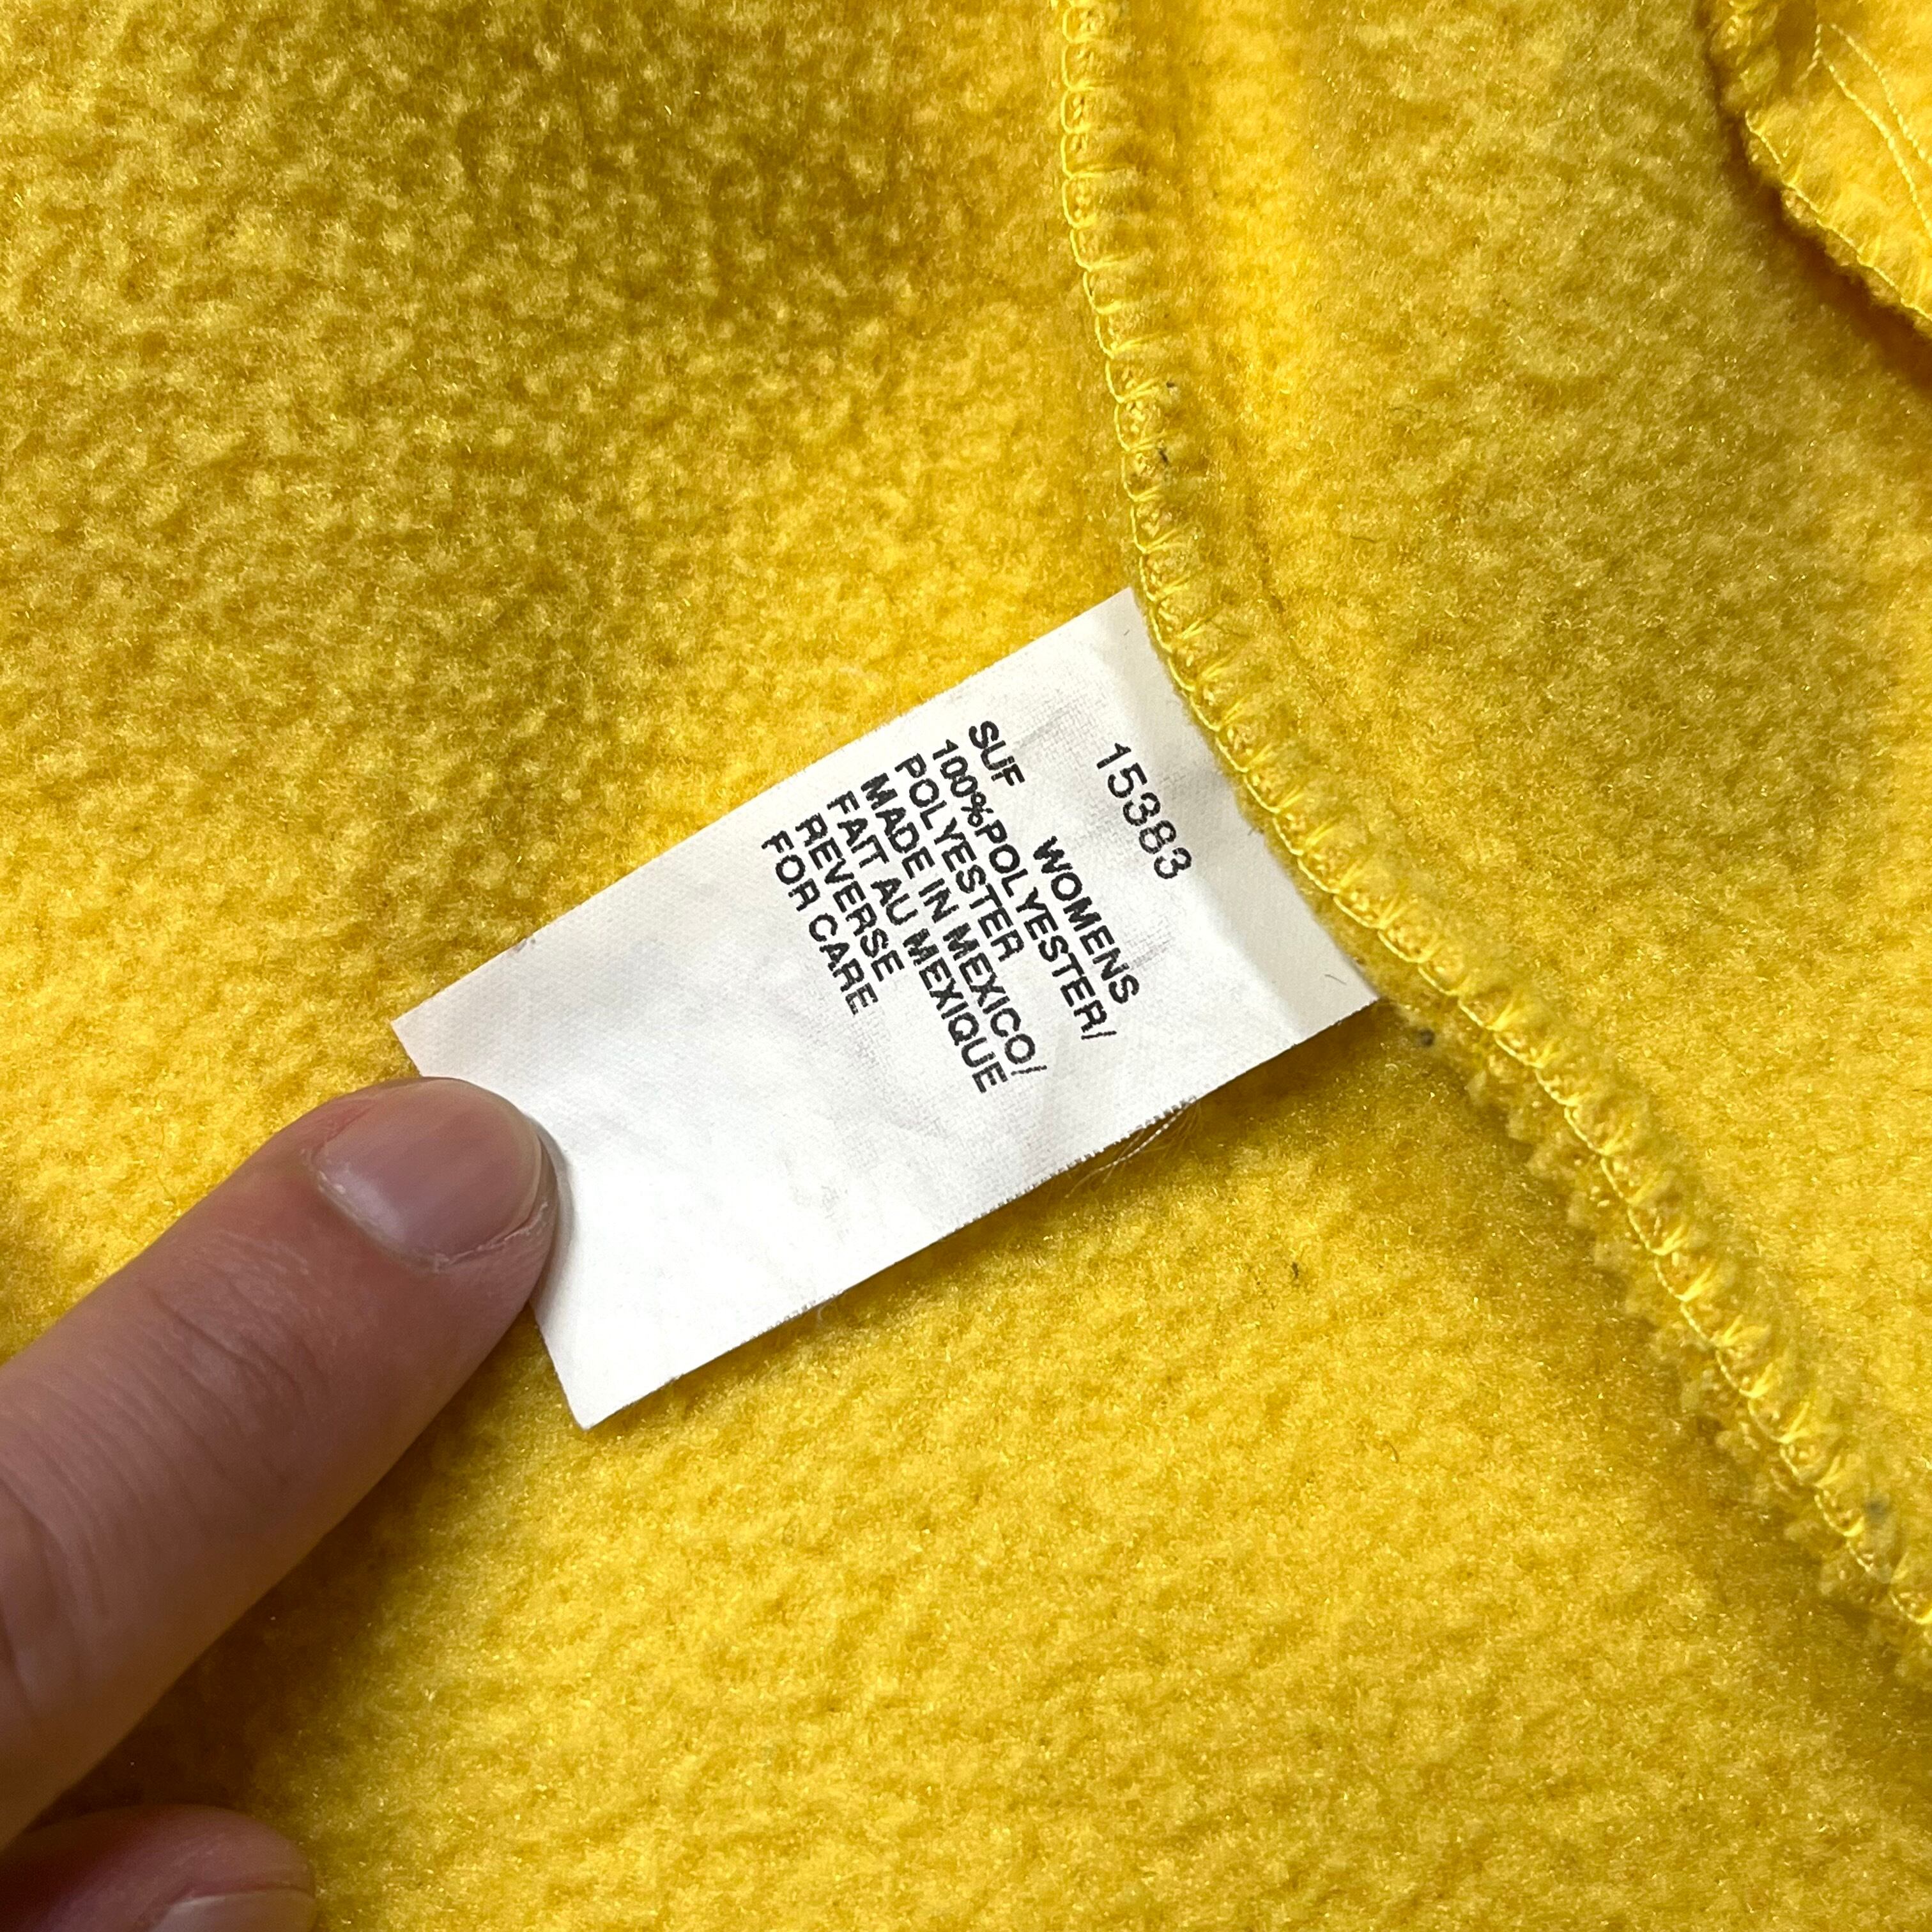 15383
WOMENS
SUF
100%POLYESTER/
POLYESTER
MADE IN MEXICO/
FAIT AU MEXIQUE
REVERSE
FOR CARE